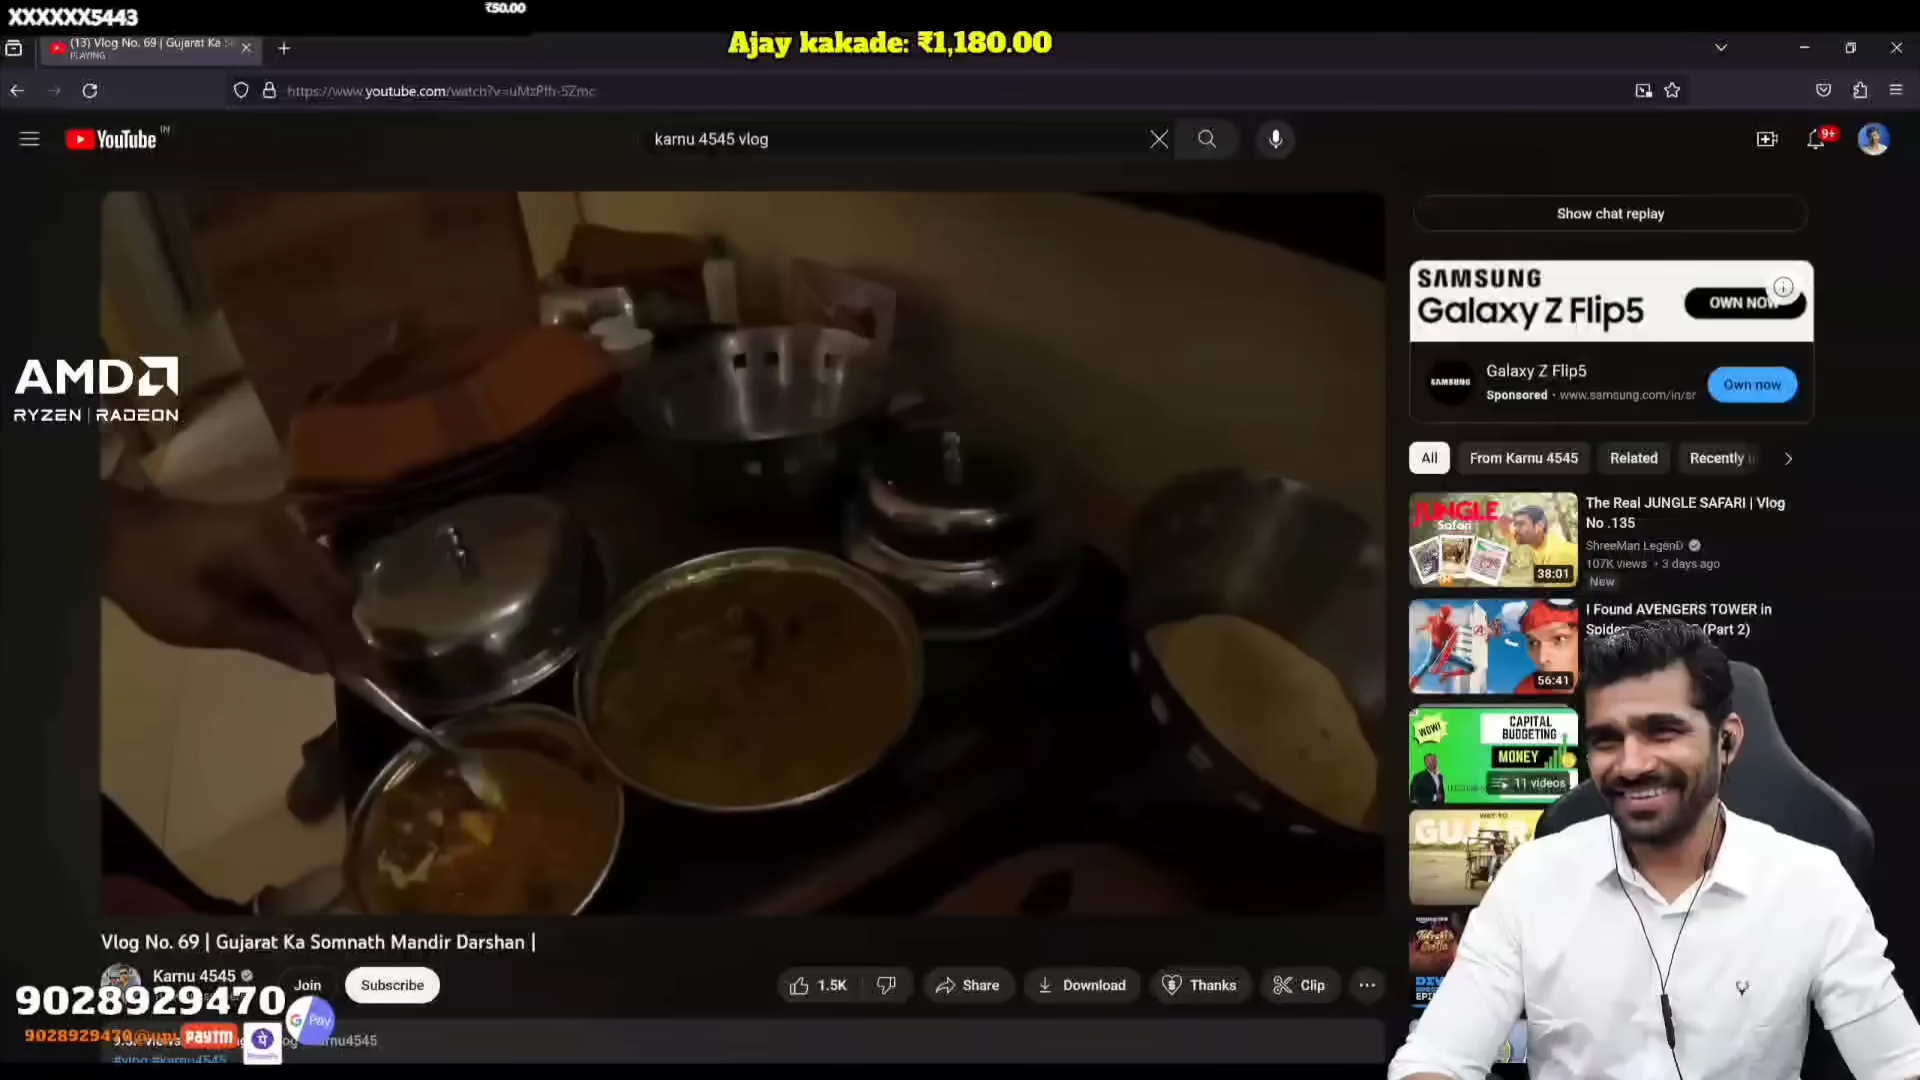 XXXXXX5443
₹50.00
Ajay kakade: ₹1,180.00
(13) Vlog No. 69 | Gujarat Ka S
PLAYING
https://www.youtube.com/watch?v=uMzPfh-5Zmc
YouTube IN
karnu 4545 vlog
9+
Show chat replay
SAMSUNG
Galaxy Z Flip5
OWN NOW
SAMSUNG
Galaxy Z Flip5
Sponsored · www.samsung.com/in/sr
Own now
AMD
RYZEN | RADEON
All
From Karnu 4545
Related
Recently
JUNGLE
Safari
38:01
The Real JUNGLE SAFARI | Vlog
No .135
ShreeMan LegenD
107K views • 3 days ago
New
56:41
I Found AVENGERS TOWER in
(Part 2)
WOW!
CAPITAL
BUDGETING
MONEY
11 videos
Vlog No. 69 | Gujarat Ka Somnath Mandir Darshan |
Karnu 4545
Join
Subscribe
1.5K
Share
Download
Thanks
Clip
9028929470
G Pay
paytm